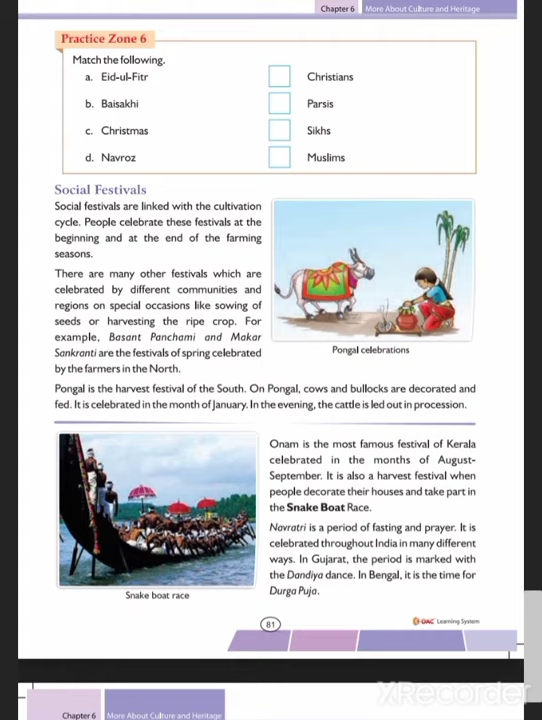 Chapter 6 More About Culture and Heritage
Practice Zone 6
Match the following.
a. Eid-ul-Fitr Christians
b. Baisakhi Parsis
c. Christmas Sikhs
d. Navroz Muslims
Social Festivals
Social festivals are linked with the cultivation
cycle. People celebrate these festivals at the
beginning and at the end of the farming
seasons.
There are many other festivals which are
celebrated by different communities and
regions on special occasions like sowing of
seeds or harvesting the ripe crop. For
example, Basant Panchami and Makar
Sankranti are the festivals of spring celebrated
by the farmers in the North.
Pongal celebrations
Pongal is the harvest festival of the South. On Pongal, cows and bullocks are decorated and
fed. It is celebrated in the month of January. In the evening, the cattle is led out in procession.
Onam is the most famous festival of Kerala
celebrated in the months of August-
September. It is also a harvest festival when
people decorate their houses and take part in
the Snake Boat Race.
Navratri is a period of fasting and prayer. It is
celebrated throughout India in many different
ways. In Gujarat, the period is marked with
the Dandiya dance. In Bengal, it is the time for
Durga Puja.
Snake boat race
81
DAC Learning System
XRecorder
Chapter 6 More About Culture and Heritage